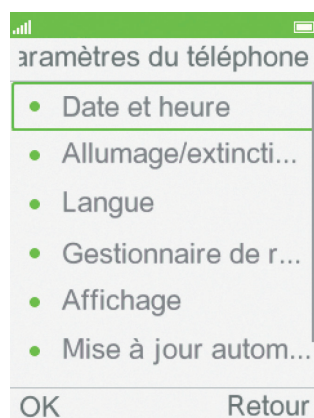 aramètres du téléphone
Date et heure
Allumage/extincti...
Langue
Gestionnaire de r...
Affichage
Mise à jour autom...
OK Retour